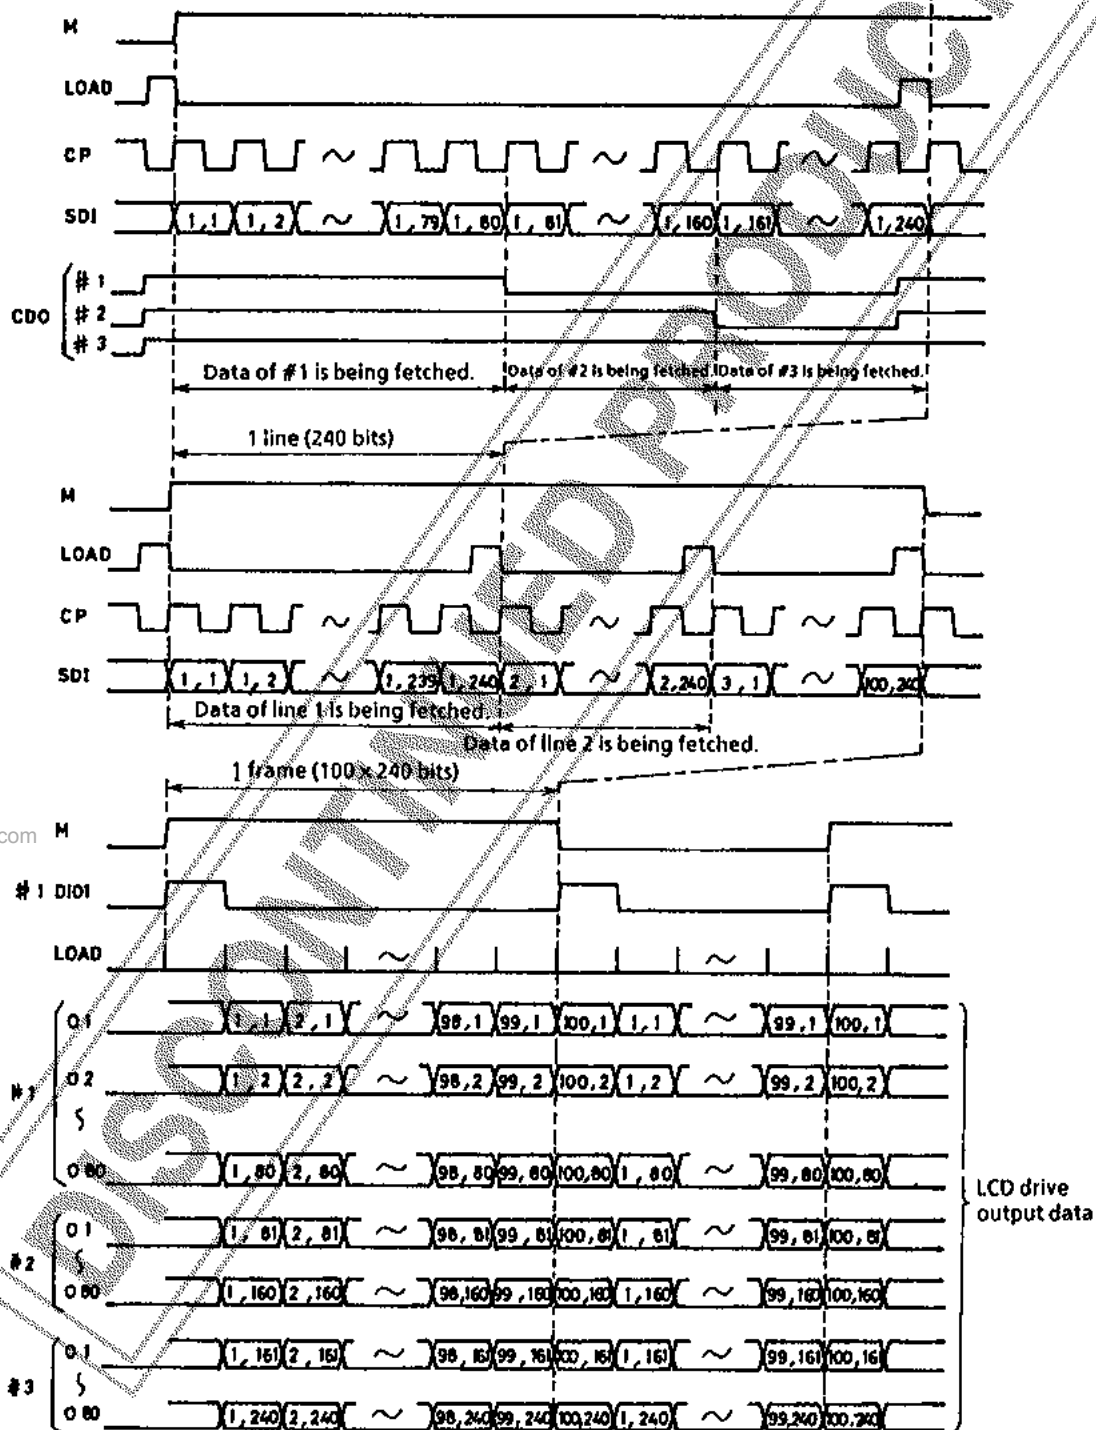 M
LOAD
CP
SDI 1,1 1,2 ~ 1,79 1,80 1,81 ~ 1,160 1,161 ~ 1,240
CDO
#1
#2
#3
Data of #1 is being fetched. Data of #2 is being fetched. Data of #3 is being fetched.
1 line (240 bits)
M
LOAD
CP
SDI 1,1 1,2 ~ 1,239 1,240 2,1 ~ 2,240 3,1 ~ 100,240
Data of line 1 is being fetched.
Data of line 2 is being fetched.
1 frame (100 x 240 bits)
.com
M
#1 DIO1
LOAD
#1
O1 1,1 2,1 ~ 98,1 99,1 100,1 1,1 ~ 99,1 100,1
O2 1,2 2,2 ~ 98,2 99,2 100,2 1,2 ~ 99,2 100,2
O80 1,80 2,80 ~ 98,80 99,80 100,80 1,80 ~ 99,80 100,80
LCD drive
output data
#2
O1 1,81 2,81 ~ 98,81 99,81 100,81 1,81 ~ 99,81 100,81
O80 1,160 2,160 ~ 98,160 99,160 100,160 1,160 ~ 99,160 100,160
#3
O1 1,161 2,161 ~ 98,161 99,161 100,161 1,161 ~ 99,161 100,161
O80 1,240 2,240 ~ 98,240 99,240 100,240 1,240 ~ 99,240 100,240
DISCONTINUED PRODUC